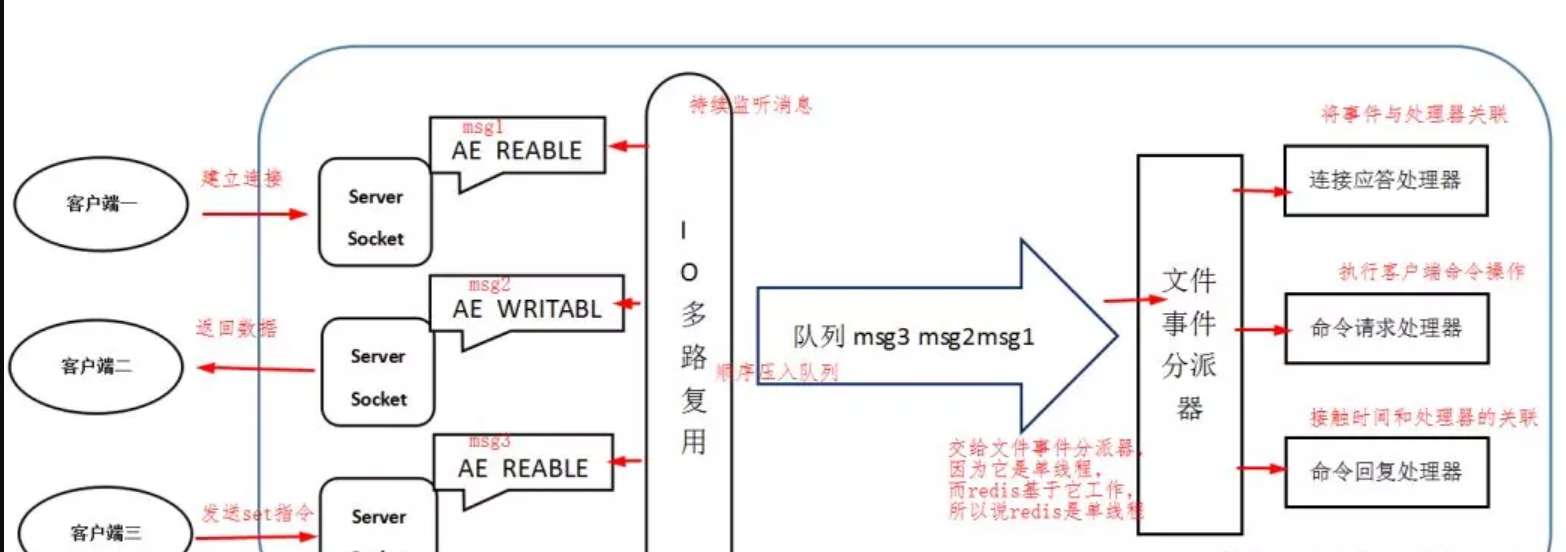 持续监听消息
将事件与处理器关联
msg1
AE REABLE
建立连接
客户端一
Server
Socket
连接应答处理器
I
O
多
路
复
用
msg2
AE WRITABL
执行客户端命令操作
文件
事件
分派
器
返回数据
客户端二
Server
Socket
队列 msg3 msg2msg1
命令请求处理器
顺序压入队列
msg3
AE REABLE
接触时间和处理器的关联
交给文件事件分派器,
因为它是单线程,
而redis基于它工作,
所以说redis是单线程
命令回复处理器
发送set指令
客户端三
Server